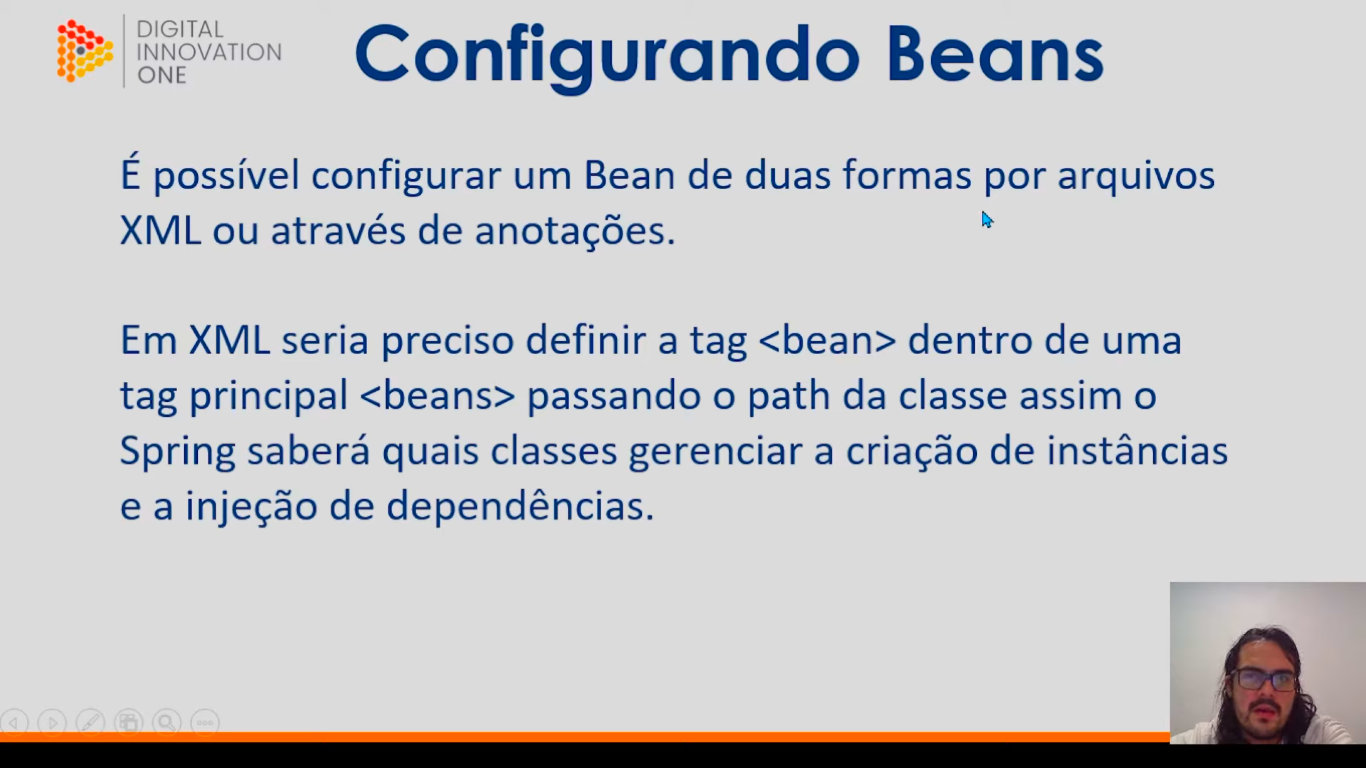 DIGITAL
INNOVATION
ONE
Configurando Beans
É possível configurar um Bean de duas formas por arquivos
XML ou através de anotações.
Em XML seria preciso definir a tag <bean> dentro de uma
tag principal <beans> passando o path da classe assim o
Spring saberá quais classes gerenciar a criação de instâncias
e a injeção de dependências.